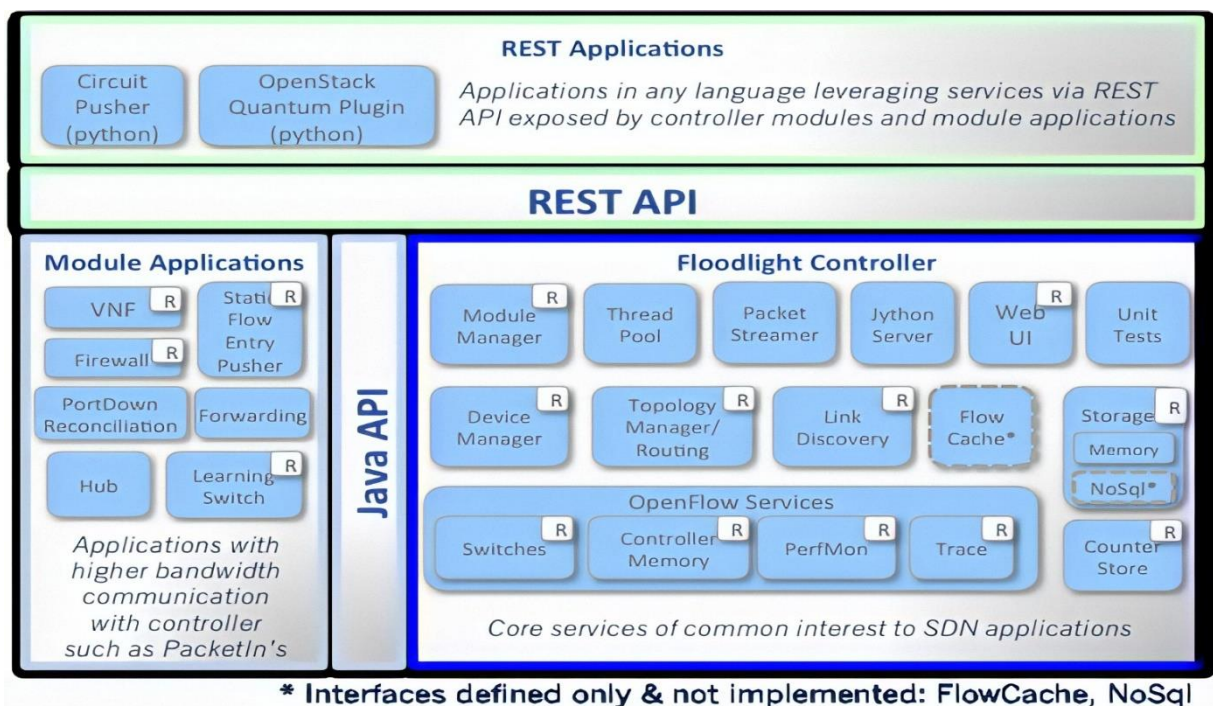 REST Applications
Circuit
Pusher
(python)
OpenStack
Quantum Plugin
(python)
Applications in any language leveraging services via REST
API exposed by controller modules and module applications
REST API
Module Applications
VNF
R
Static
Flow
Entry
Pusher
R
Firewall
R
PortDown
Reconciliation
Forwarding
Hub
Learning
Switch
R
Applications with
higher bandwidth
communication
with controller
such as PacketIn's
Java API
Floodlight Controller
Module
Manager
R
Thread
Pool
Packet
Streamer
Jython
Server
Web
UI
R
Unit
Tests
Device
Manager
R
Topology
Manager/
Routing
R
Link
Discovery
R
Flow
Cache*
Storage
R
Memory
NoSql*
OpenFlow Services
Switches
R
Controller
Memory
R
PerfMon
R
Trace
R
Counter
Store
R
Core services of common interest to SDN applications
* Interfaces defined only & not implemented: FlowCache, NoSql